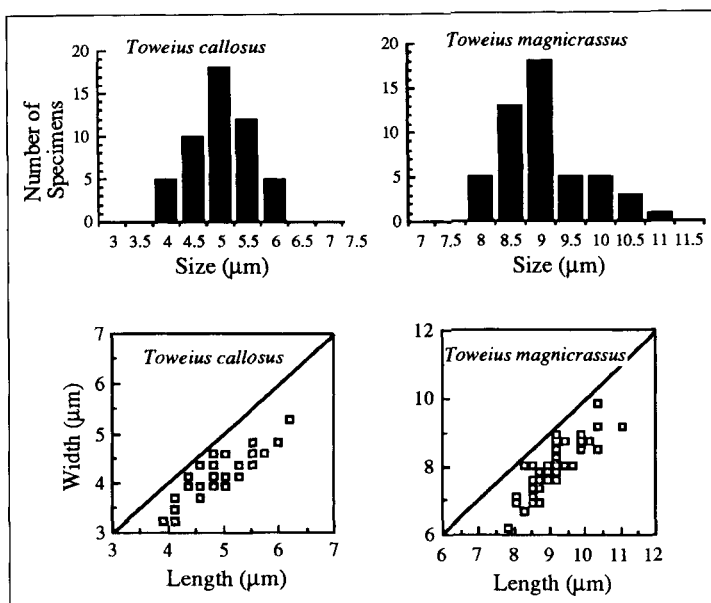 Toweius callosus
20
15
10
5
0
3 3.5 4 4.5 5 5.5 6 6.5 7 7.5
Size (µm)
Number of
Specimens
Toweius magnicrassus
20
15
10
5
0
7 7.5 8 8.5 9 9.5 10 10.5 11 11.5
Size (µm)
Toweius callosus
7
6
5
4
3
3 4 5 6 7
Width (µm)
Length (µm)
Toweius magnicrassus
12
10
8
6
6 7 8 9 10 11 12
Length (µm)